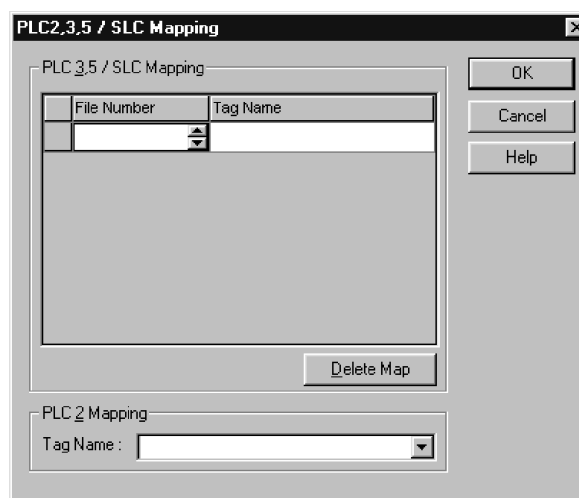 PLC2,3,5 / SLC Mapping
PLC 3,5 / SLC Mapping
File Number Tag Name
OK
Cancel
Help
Delete Map
PLC 2 Mapping
Tag Name :